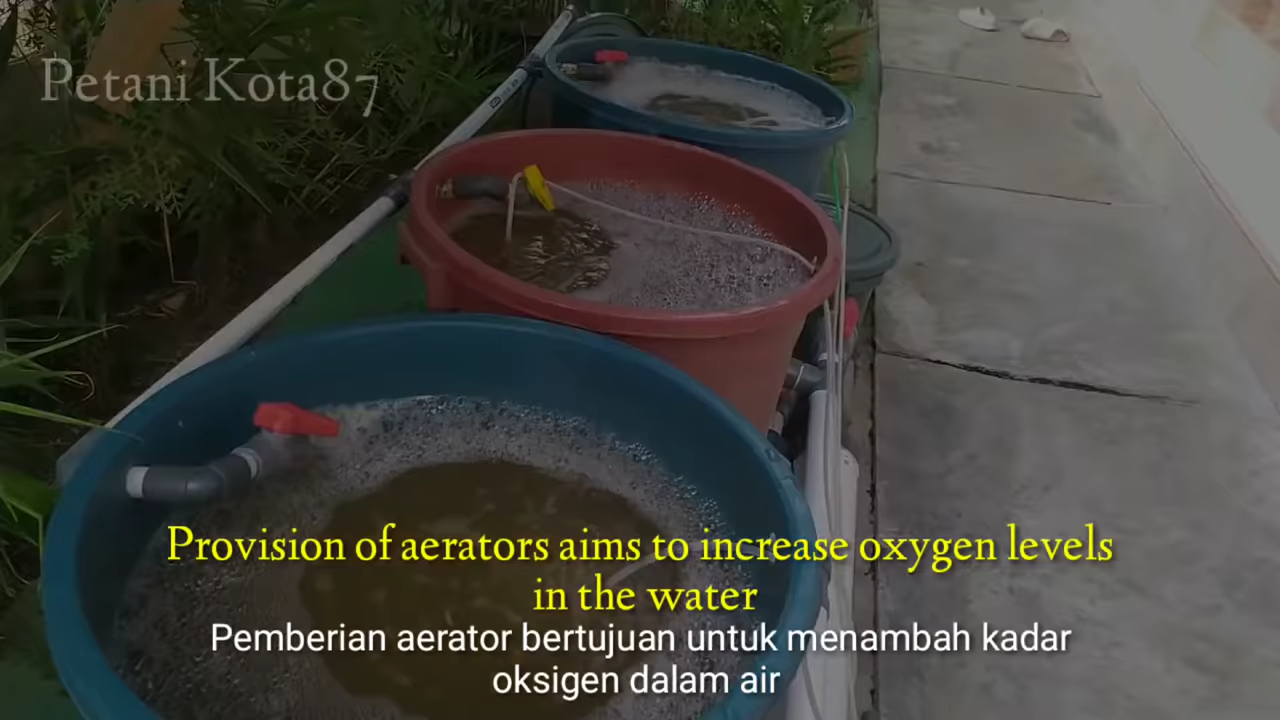 Petani Kota87
Provision of aerators aims to increase oxygen levels
in the water
Pemberian aerator bertujuan untuk menambah kadar
oksigen dalam air